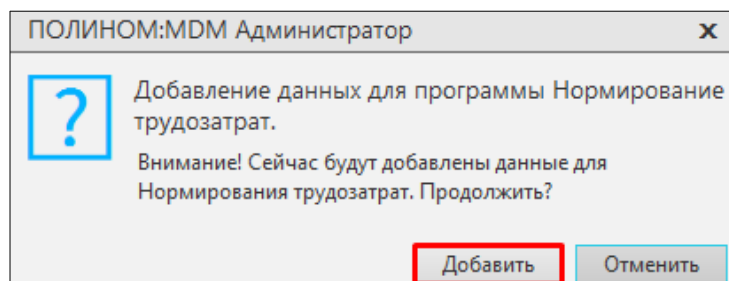 ПОЛИНОМ:MDM Администратор
Добавление данных для программы Нормирование
трудозатрат.
Внимание! Сейчас будут добавлены данные для
Нормирования трудозатрат. Продолжить?
Добавить Отменить